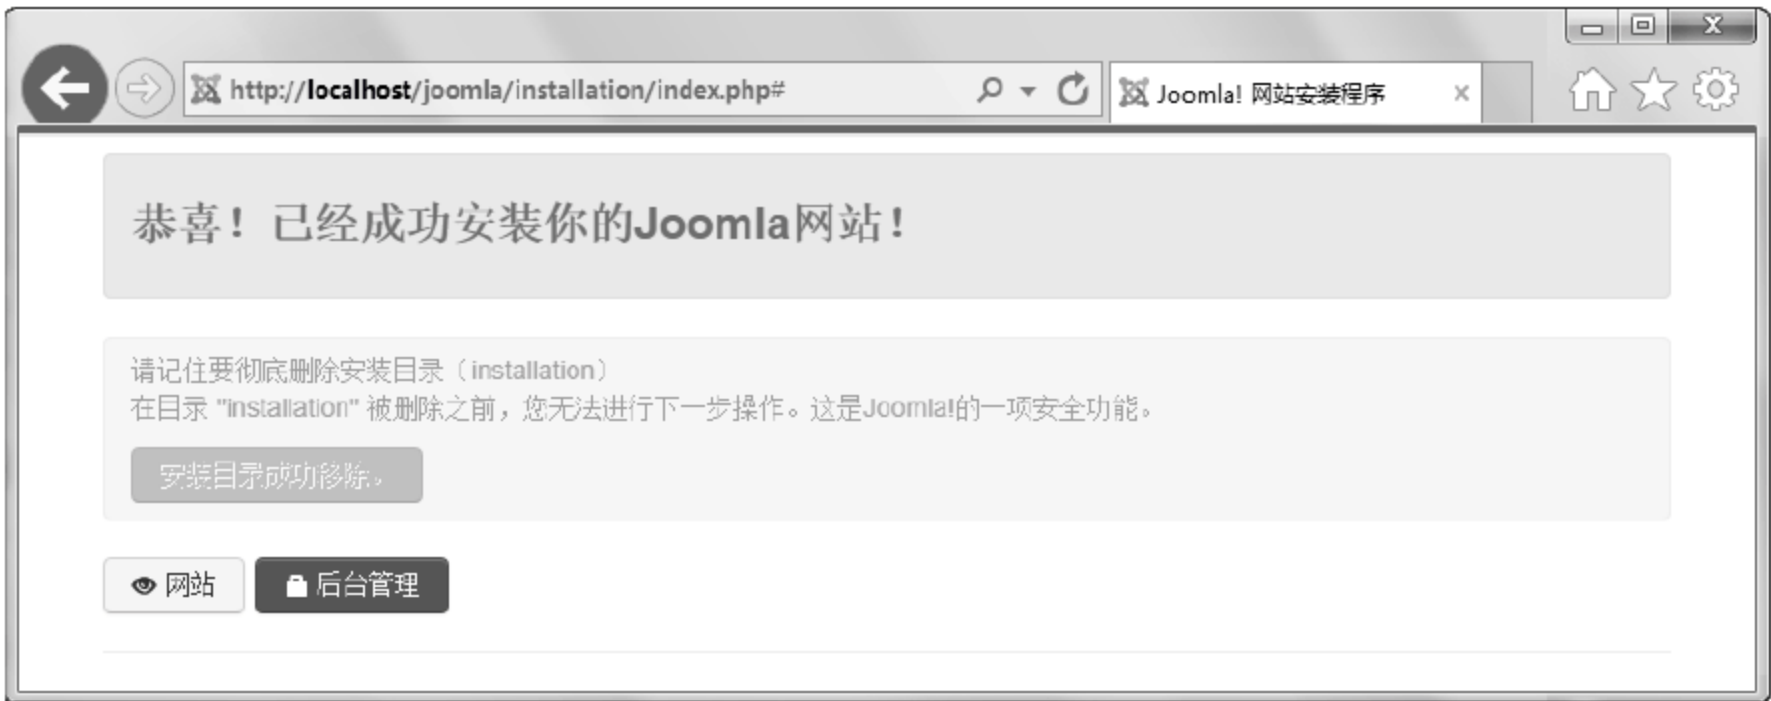 http://localhost/joomla/installation/index.php#
Joomla! 网站安装程序
恭喜！已经成功安装你的Joomla网站！
请记住要彻底删除安装目录（installation）
在目录 "installation" 被删除之前，您无法进行下一步操作。这是Joomla!的一项安全功能。
安装目录成功移除。
网站
后台管理